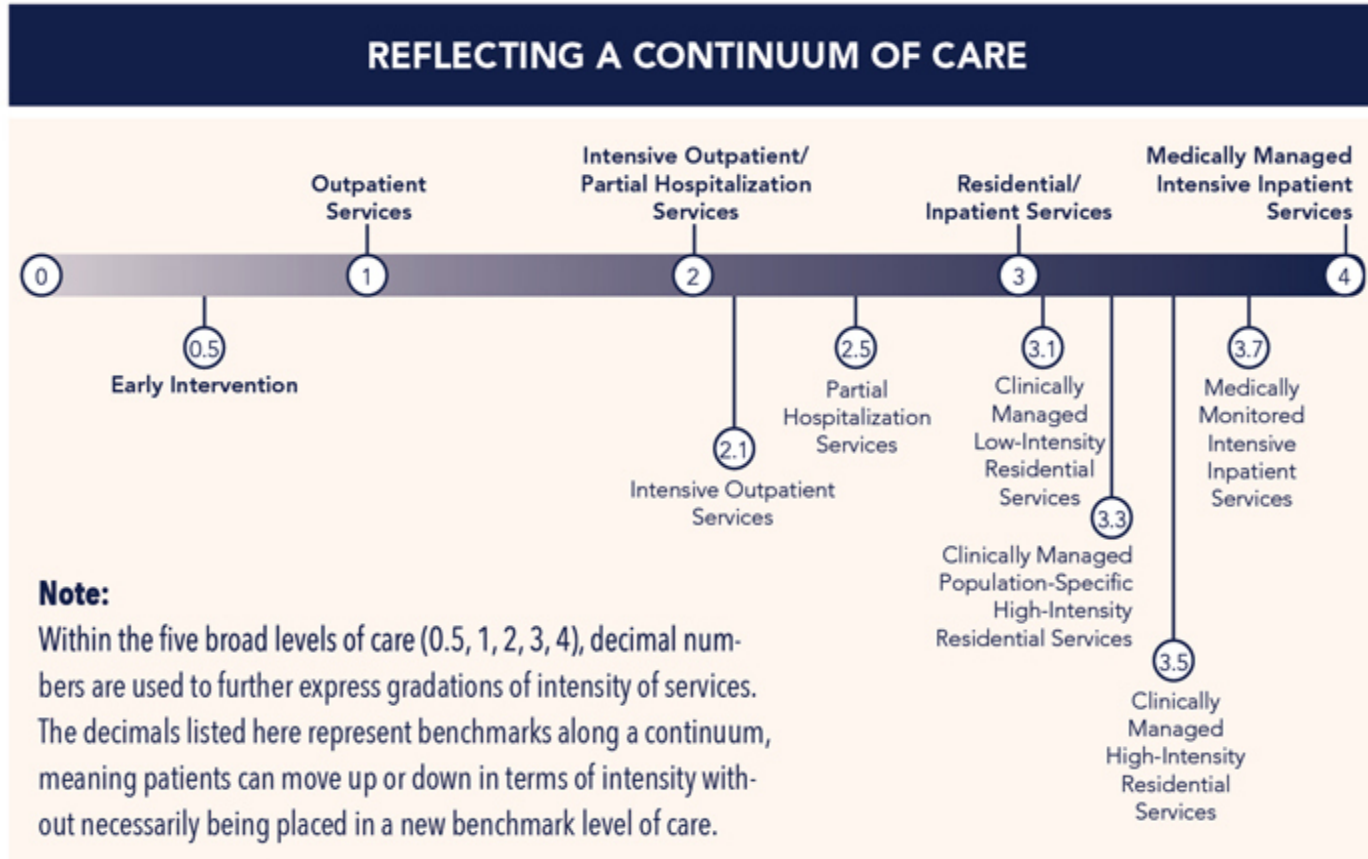 REFLECTING A CONTINUUM OF CARE
Outpatient
Services
Intensive Outpatient/
Partial Hospitalization
Services
Residential/
Inpatient Services
Medically Managed
Intensive Inpatient
Services
0
1
2
3
4
0.5
Early Intervention
2.1
Intensive Outpatient
Services
2.5
Partial
Hospitalization
Services
3.1
Clinically
Managed
Low-Intensity
Residential
Services
3.3
Clinically Managed
Population-Specific
High-Intensity
Residential Services
3.5
Clinically
Managed
High-Intensity
Residential
Services
3.7
Medically
Monitored
Intensive
Inpatient
Services
Note:
Within the five broad levels of care (0.5, 1, 2, 3, 4), decimal num-
bers are used to further express gradations of intensity of services.
The decimals listed here represent benchmarks along a continuum,
meaning patients can move up or down in terms of intensity with-
out necessarily being placed in a new benchmark level of care.